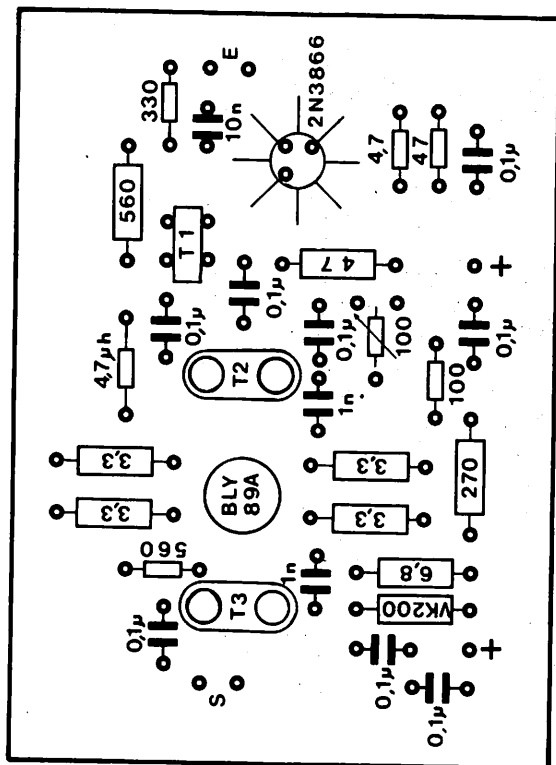 330
E
10n
2N3866
560
T1
4,7
47
0,1µ
47
+
0,1µ
0,1µ
0,1µ
100
0,1µ
4,7µh
T2
1n
100
3,3
3,3
BLY
89A
3,3
3,3
270
560
1n
6,8
VK200
T3
0,1µ
S
0,1µ
0,1µ
+